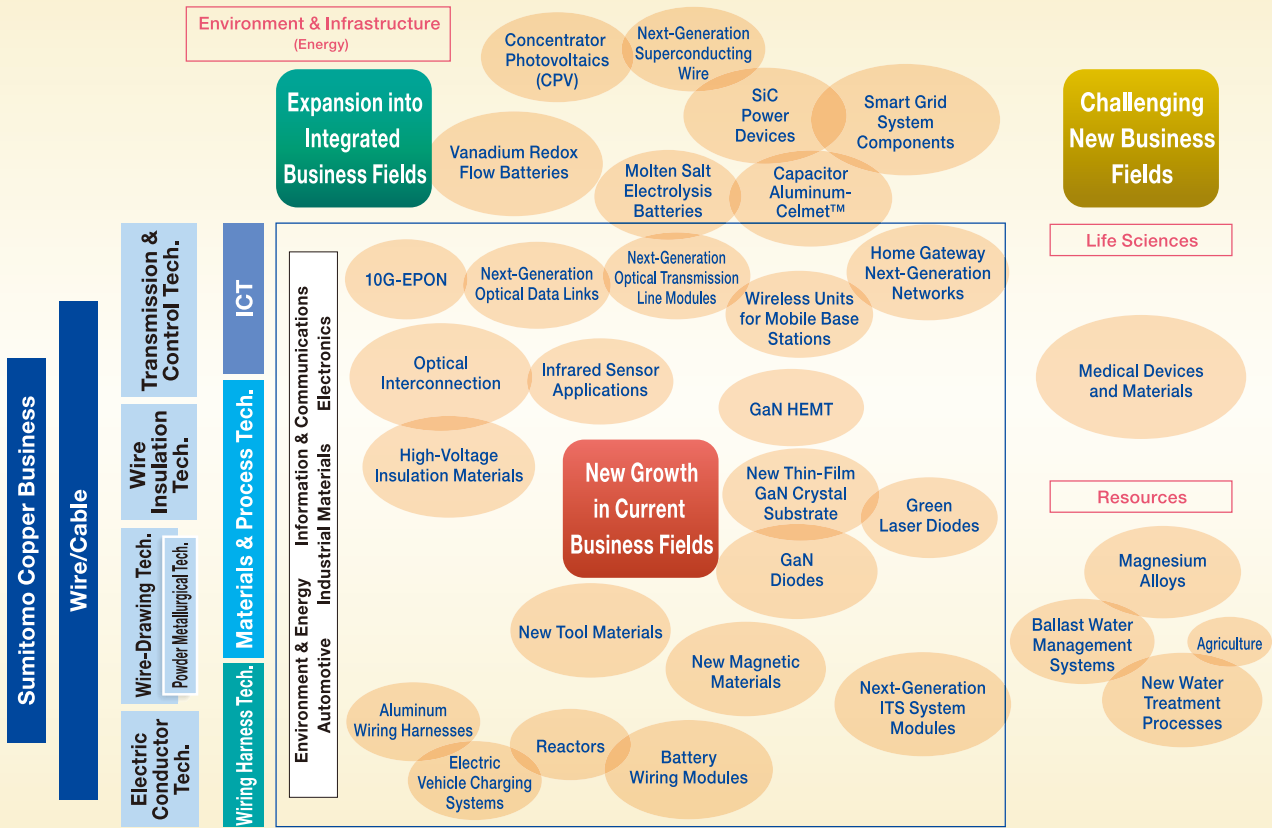 Environment & Infrastructure
(Energy)
Expansion into
Integrated
Business Fields
Concentrator
Photovoltaics
(CPV)
Next-Generation
Superconducting
Wire
SiC
Power
Devices
Smart Grid
System
Components
Vanadium Redox
Flow Batteries
Molten Salt
Electrolysis
Batteries
Capacitor
Aluminum-
Celmet™
Challenging
New Business
Fields
Sumitomo Copper Business
Wire/Cable
Transmission &
Control Tech.
Wire
Insulation
Tech.
Wire-Drawing Tech.
Powder Metallurgical Tech.
Electric
Conductor
Tech.
ICT
Materials & Process Tech.
Wiring Harness Tech.
Environment & Energy
Information & Communications
Automotive
Industrial Materials
Electronics
10G-EPON
Next-Generation
Optical Data Links
Next-Generation
Optical Transmission
Line Modules
Wireless Units
for Mobile Base
Stations
Home Gateway
Next-Generation
Networks
Optical
Interconnection
Infrared Sensor
Applications
GaN HEMT
High-Voltage
Insulation Materials
New Growth
in Current
Business Fields
New Thin-Film
GaN Crystal
Substrate
Green
Laser Diodes
GaN
Diodes
New Tool Materials
New Magnetic
Materials
Next-Generation
ITS System
Modules
Aluminum
Wiring Harnesses
Electric
Vehicle Charging
Systems
Reactors
Battery
Wiring Modules
Life Sciences
Medical Devices
and Materials
Resources
Magnesium
Alloys
Ballast Water
Management
Systems
Agriculture
New Water
Treatment
Processes